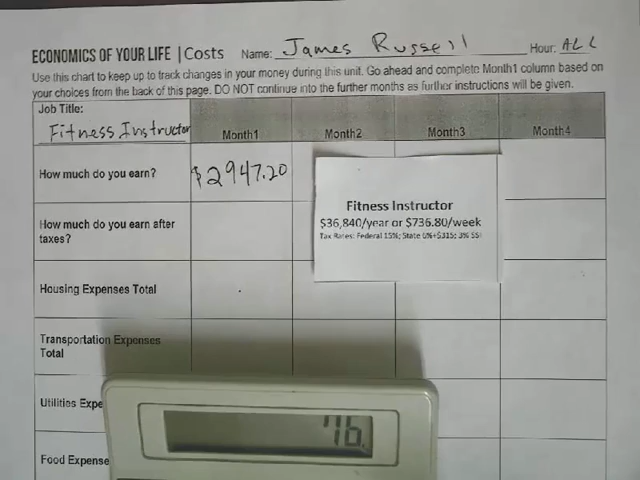 ECONOMICS OF YOUR LIFE | Costs Name: James Russell Hour: ALL
Use this chart to keep up to track changes in your money during this unit. Go ahead and complete Month1 column based on
your choices from the back of this page. DO NOT continue into the further months as further instructions will be given.
Job Title:
Fitness Instructor Month1 Month2 Month3 Month4
How much do you earn? $2947.20
Fitness Instructor
$36,840/year or $736.80/week
Tax Rates: Federal 15%; State 6%+$315; 3% SSI
How much do you earn after
taxes?
Housing Expenses Total
Transportation Expenses
Total
Utilities Expe
76.
Food Expense